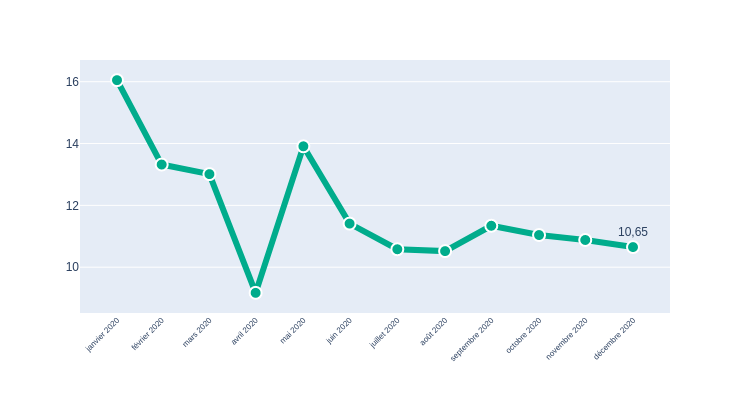 16
14
12
10
10,65
janvier 2020
février 2020
mars 2020
avril 2020
mai 2020
juin 2020
juillet 2020
août 2020
septembre 2020
octobre 2020
novembre 2020
décembre 2020